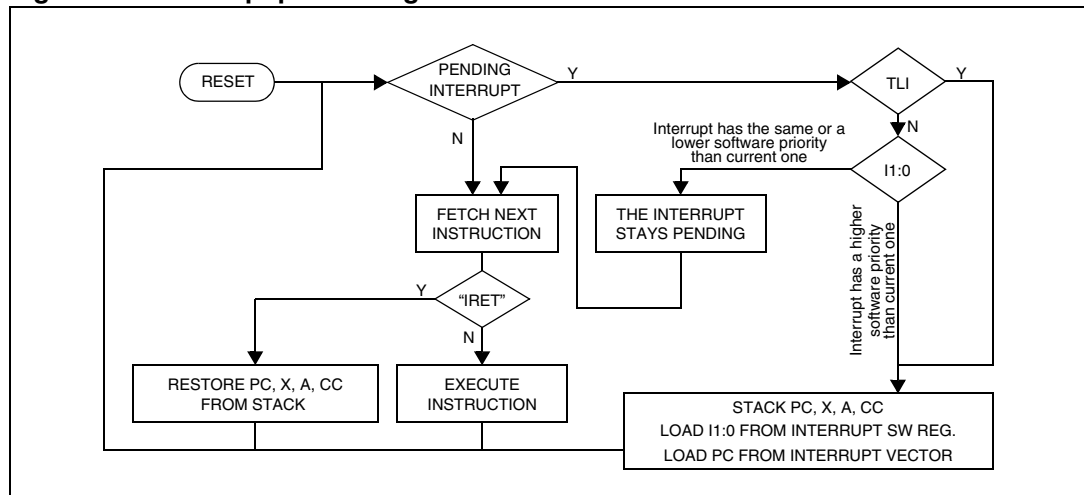 RESET
PENDING
INTERRUPT
Y
N
TLI
Y
N
Interrupt has the same or a
lower software priority
than current one
I1:0
FETCH NEXT
INSTRUCTION
THE INTERRUPT
STAYS PENDING
Interrupt has a higher
software priority
than current one
Y
“IRET”
N
RESTORE PC, X, A, CC
FROM STACK
EXECUTE
INSTRUCTION
STACK PC, X, A, CC
LOAD I1:0 FROM INTERRUPT SW REG.
LOAD PC FROM INTERRUPT VECTOR